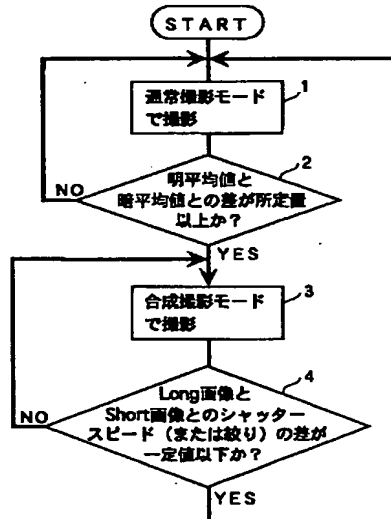 START
通常撮影モード
で撮影
1
明平均値と
暗平均値との差が所定量
以上か?
2
NO
YES
合成撮影モード
で撮影
3
Long画像と
Short画像とのシャッター
スピード(または絞り)の差が
一定値以下か?
4
NO
YES